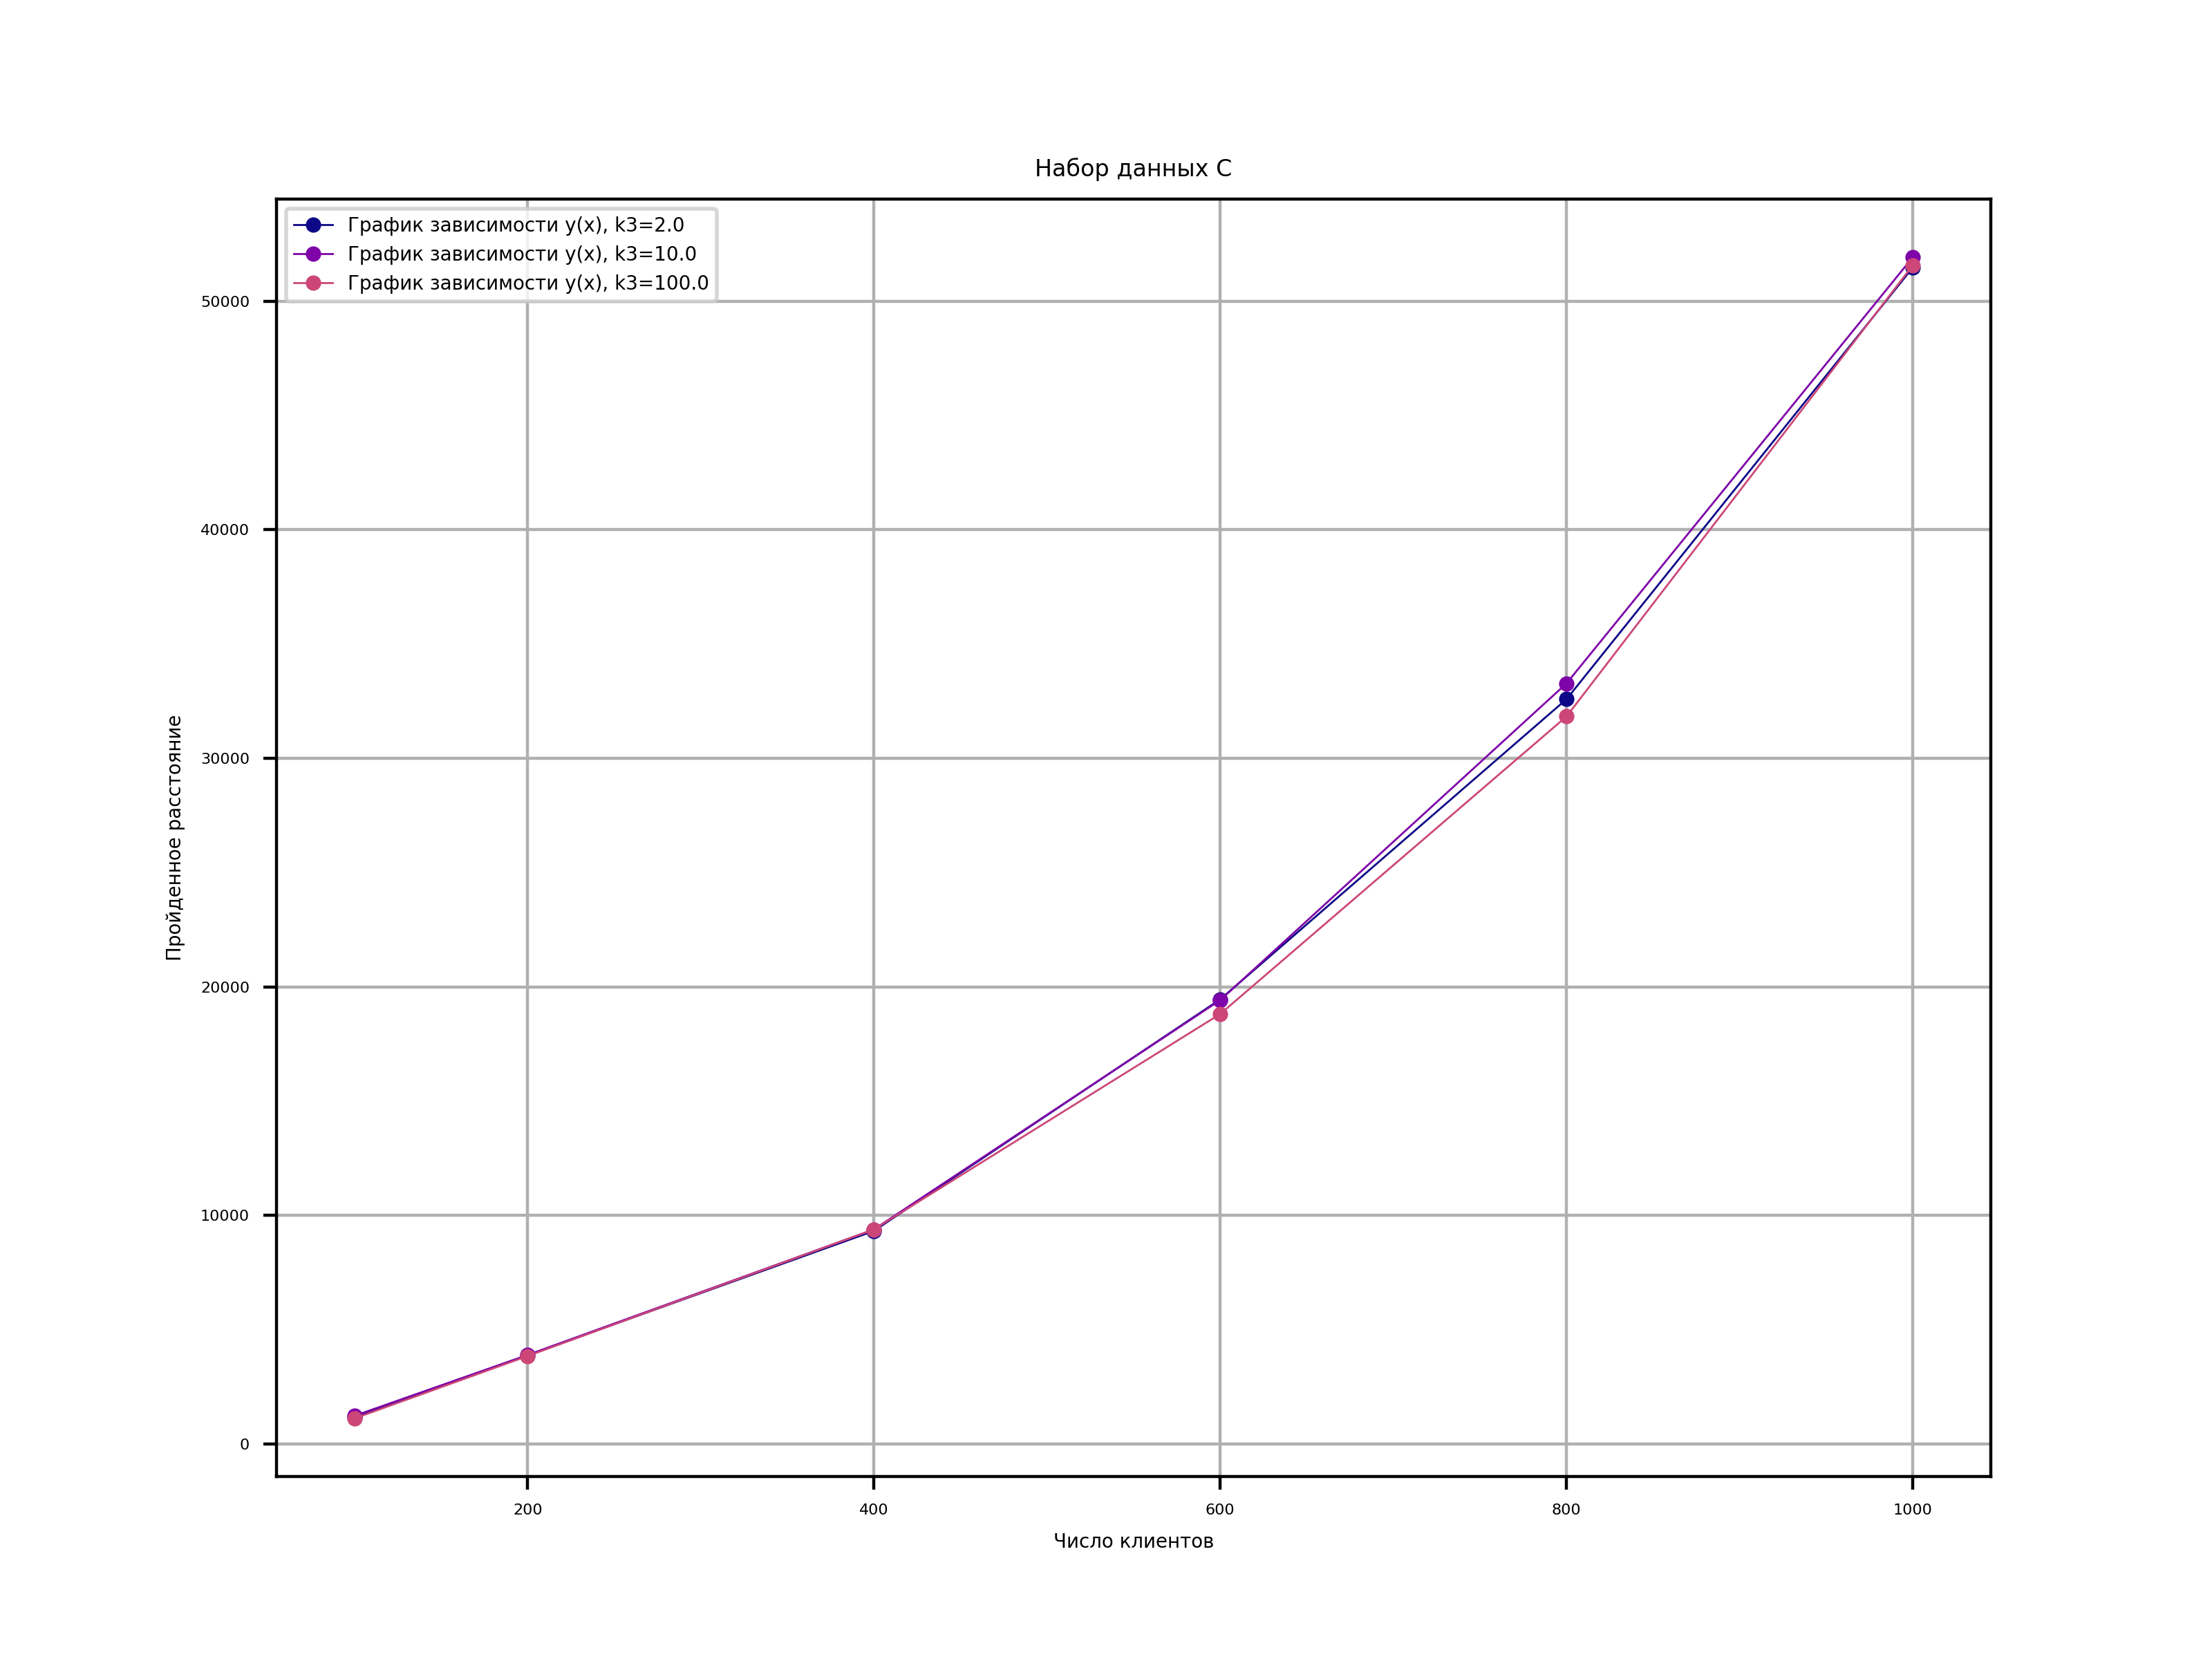 Набор данных C
График зависимости y(x), k3=2.0
График зависимости y(x), k3=10.0
График зависимости y(x), k3=100.0
50000
40000
30000
20000
10000
0
Пройденное расстояние
200 400 600 800 1000
Число клиентов